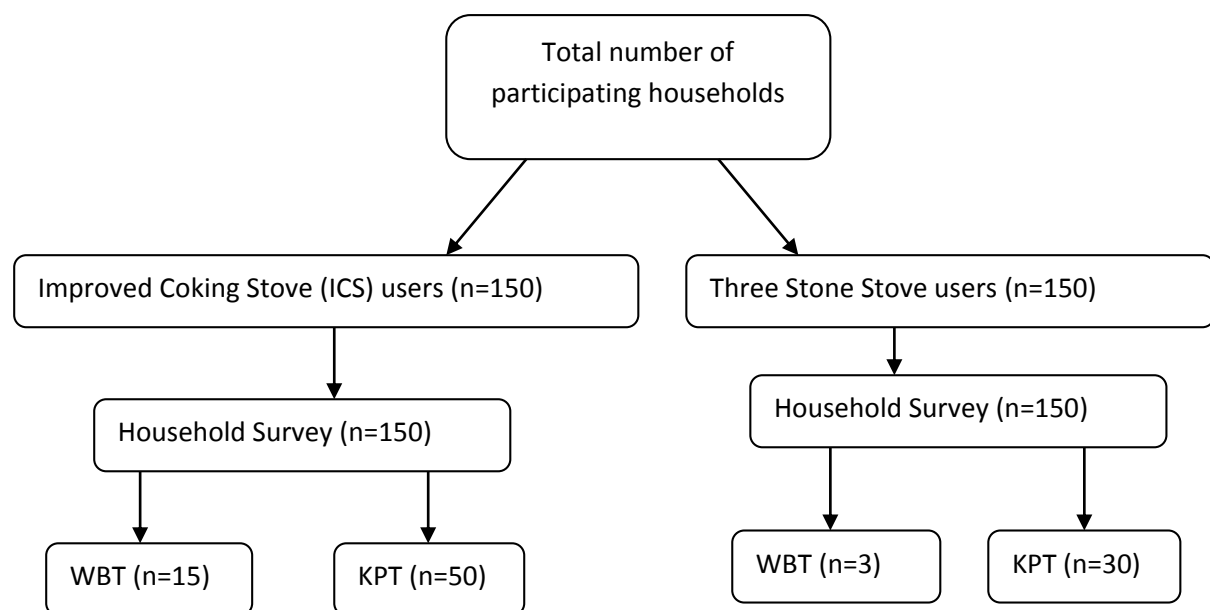 Total number of
participating households
Improved Coking Stove (ICS) users (n=150)
Three Stone Stove users (n=150)
Household Survey (n=150)
Household Survey (n=150)
WBT (n=15)
KPT (n=50)
WBT (n=3)
KPT (n=30)